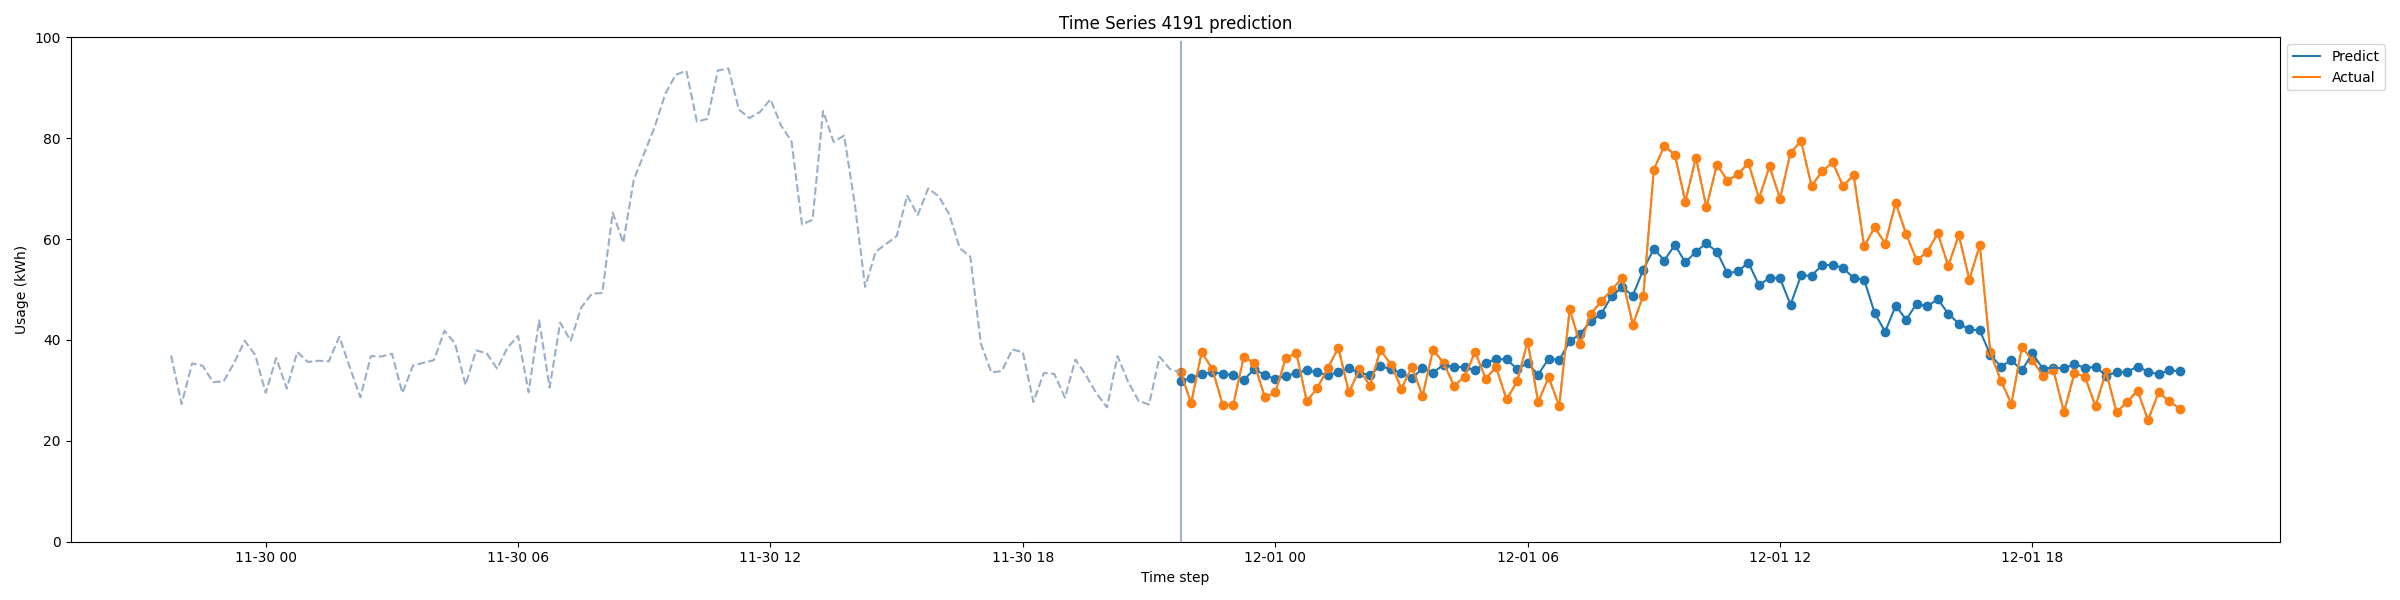 Time Series 4191 prediction
Predict
Actual
Usage (kWh)
100
80
60
40
20
0
11-30 00
11-30 06
11-30 12
11-30 18
12-01 00
12-01 06
12-01 12
12-01 18
Time step